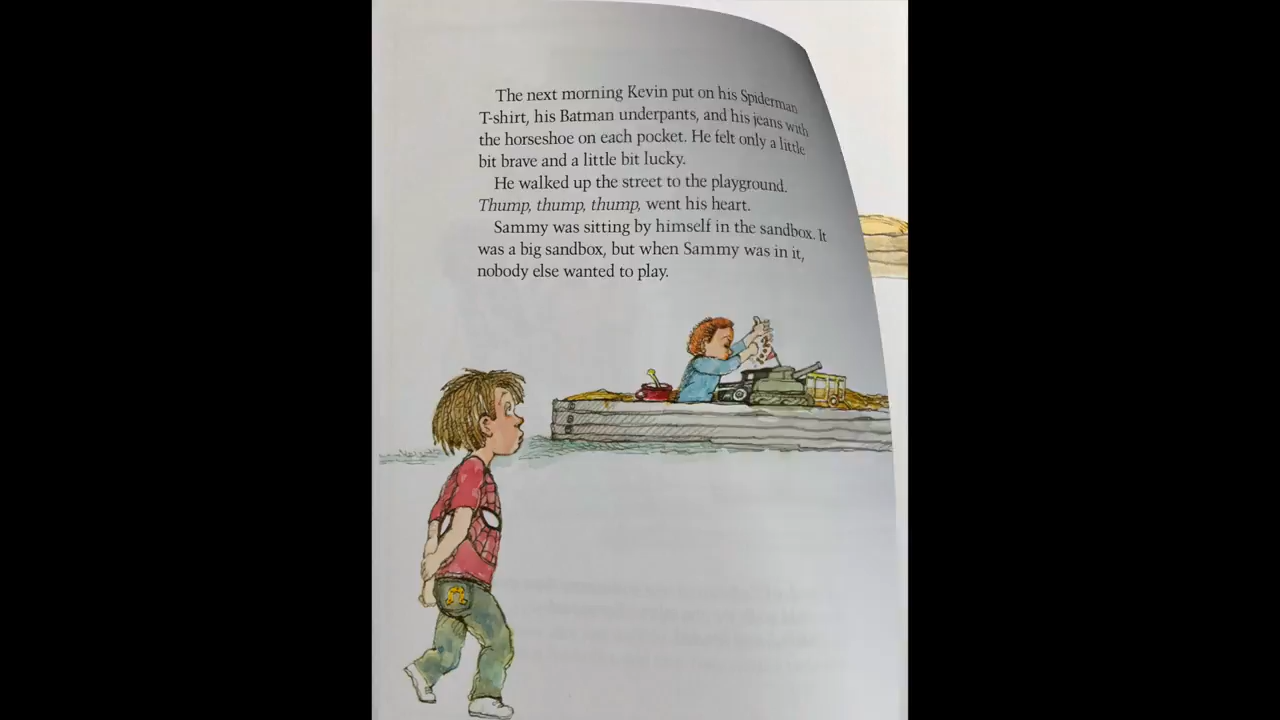 The next morning Kevin put on his Spiderman
T-shirt, his Batman underpants, and his jeans with
the horseshoe on each pocket. He felt only a little
bit brave and a little bit lucky.
He walked up the street to the playground.
Thump, thump, thump, went his heart.
Sammy was sitting by himself in the sandbox. It
was a big sandbox, but when Sammy was in it,
nobody else wanted to play.